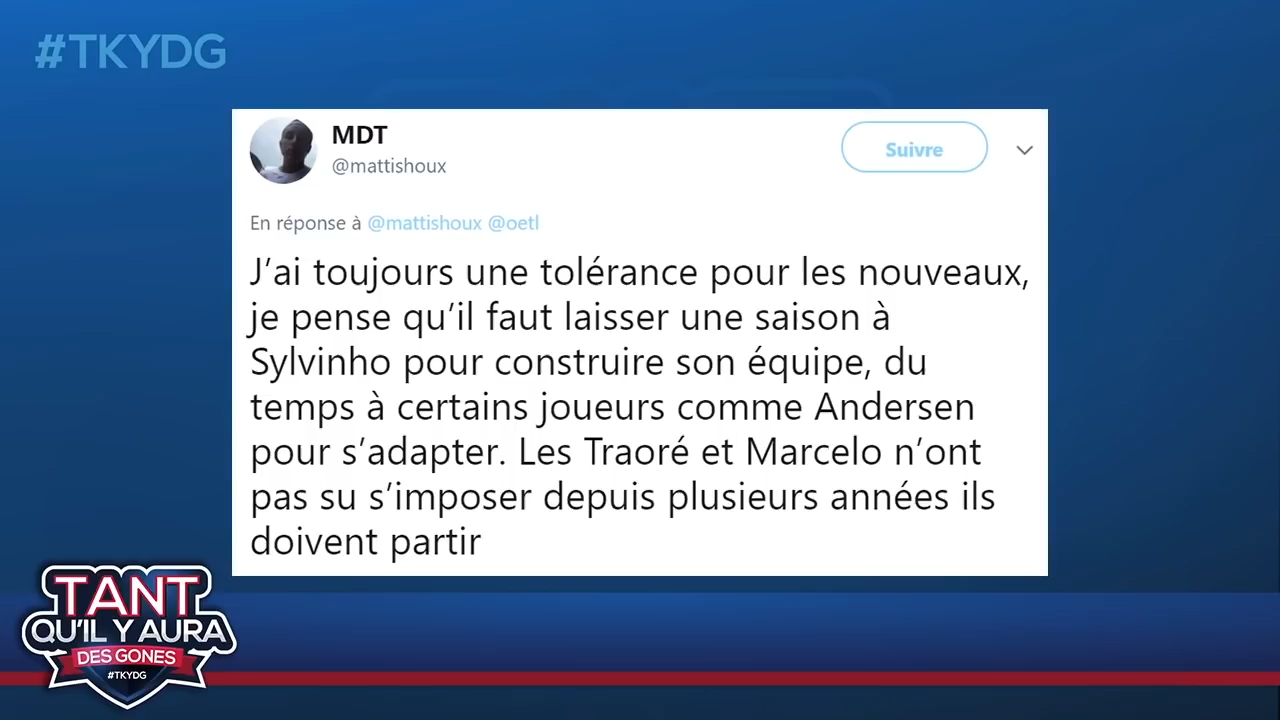 #TKYDG
MDT
@mattishoux
Suivre
En réponse à @mattishoux @oetl
J’ai toujours une tolérance pour les nouveaux,
je pense qu’il faut laisser une saison à
Sylvinho pour construire son équipe, du
temps à certains joueurs comme Andersen
pour s’adapter. Les Traoré et Marcelo n’ont
pas su s’imposer depuis plusieurs années ils
doivent partir
TANT
QU'IL Y AURA
DES GONES
#TKYDG